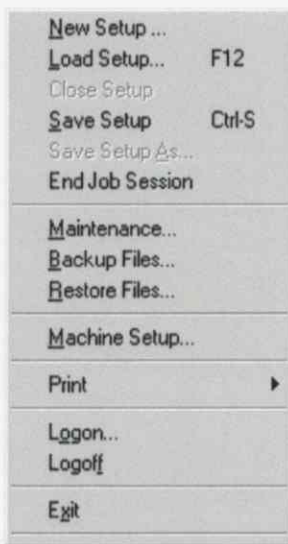 New Setup ...
Load Setup... F12
Close Setup
Save Setup Ctrl-S
Save Setup As...
End Job Session
Maintenance...
Backup Files...
Restore Files...
Machine Setup...
Print
Logon...
Logoff
Exit